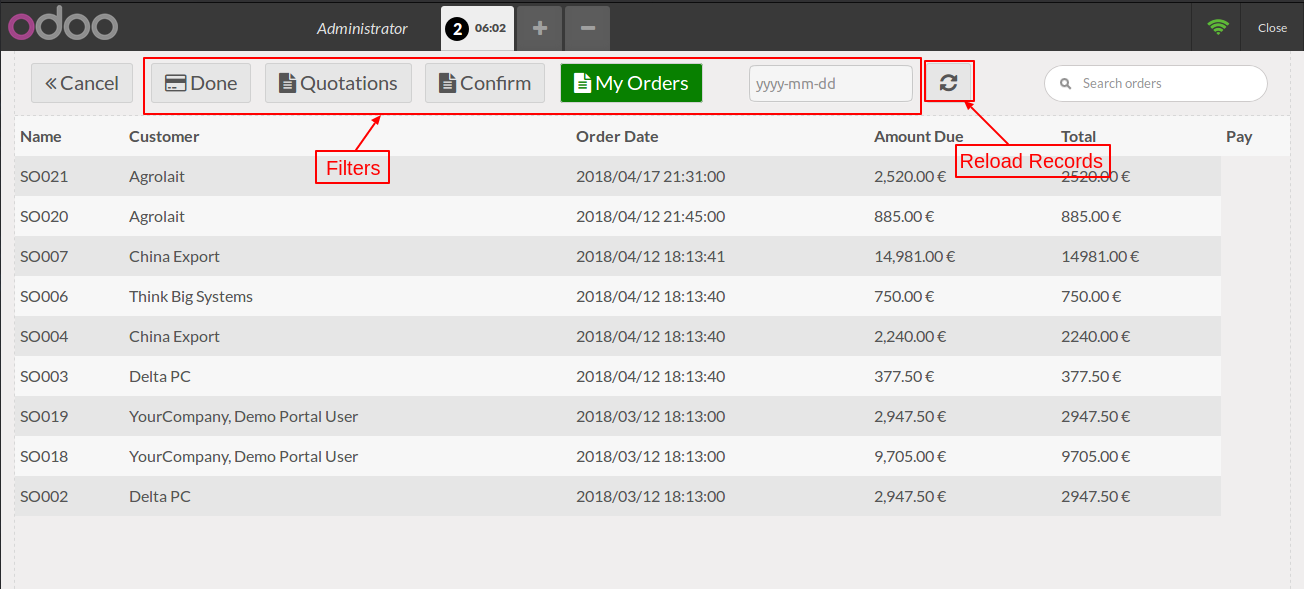 odoo Administrator 2 06:02 Close
Cancel Done Quotations Confirm My Orders yyyy-mm-dd Search orders
Name Customer Order Date Amount Due Total Pay
Filters
Reload Records
SO021 Agrolait 2018/04/17 21:31:00 2,520.00 € 2520.00 €
SO020 Agrolait 2018/04/12 21:45:00 885.00 € 885.00 €
SO007 China Export 2018/04/12 18:13:41 14,981.00 € 14981.00 €
SO006 Think Big Systems 2018/04/12 18:13:40 750.00 € 750.00 €
SO004 China Export 2018/04/12 18:13:40 2,240.00 € 2240.00 €
SO003 Delta PC 2018/04/12 18:13:40 377.50 € 377.50 €
SO019 YourCompany, Demo Portal User 2018/03/12 18:13:00 2,947.50 € 2947.50 €
SO018 YourCompany, Demo Portal User 2018/03/12 18:13:00 9,705.00 € 9705.00 €
SO002 Delta PC 2018/03/12 18:13:00 2,947.50 € 2947.50 €